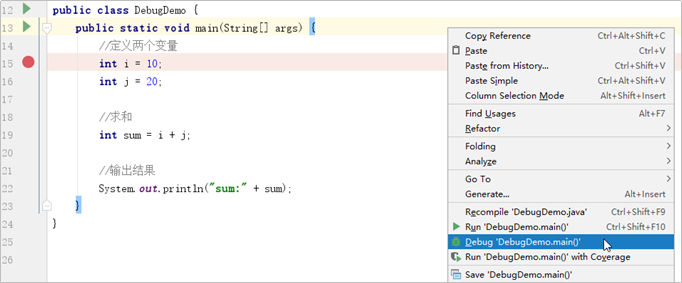 12 public class DebugDemo {
13 public static void main(String[] args) {
14 //定义两个变量
15 int i = 10;
16 int j = 20;
17
18 //求和
19 int sum = i + j;
20
21 //输出结果
22 System.out.println("sum:" + sum);
23 }
24 }
25
26
Copy Reference Ctrl+Alt+Shift+C
Paste Ctrl+V
Paste from History... Ctrl+Shift+V
Paste Simple Ctrl+Alt+Shift+V
Column Selection Mode Alt+Shift+Insert
Find Usages Alt+F7
Refactor
Folding
Analyze
Go To
Generate... Alt+Insert
Recompile 'DebugDemo.java' Ctrl+Shift+F9
Run 'DebugDemo.main()' Ctrl+Shift+F10
Debug 'DebugDemo.main()'
Run 'DebugDemo.main()' with Coverage
Save 'DebugDemo.main()'